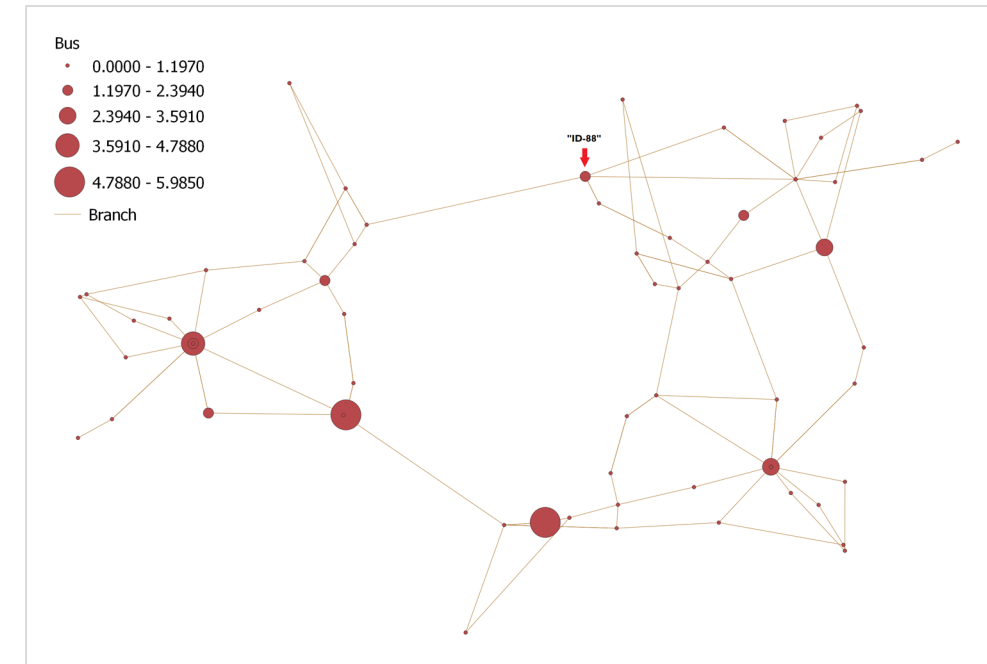 Bus
0.0000 - 1.1970
1.1970 - 2.3940
2.3940 - 3.5910
3.5910 - 4.7880
4.7880 - 5.9850
Branch
"ID-88"